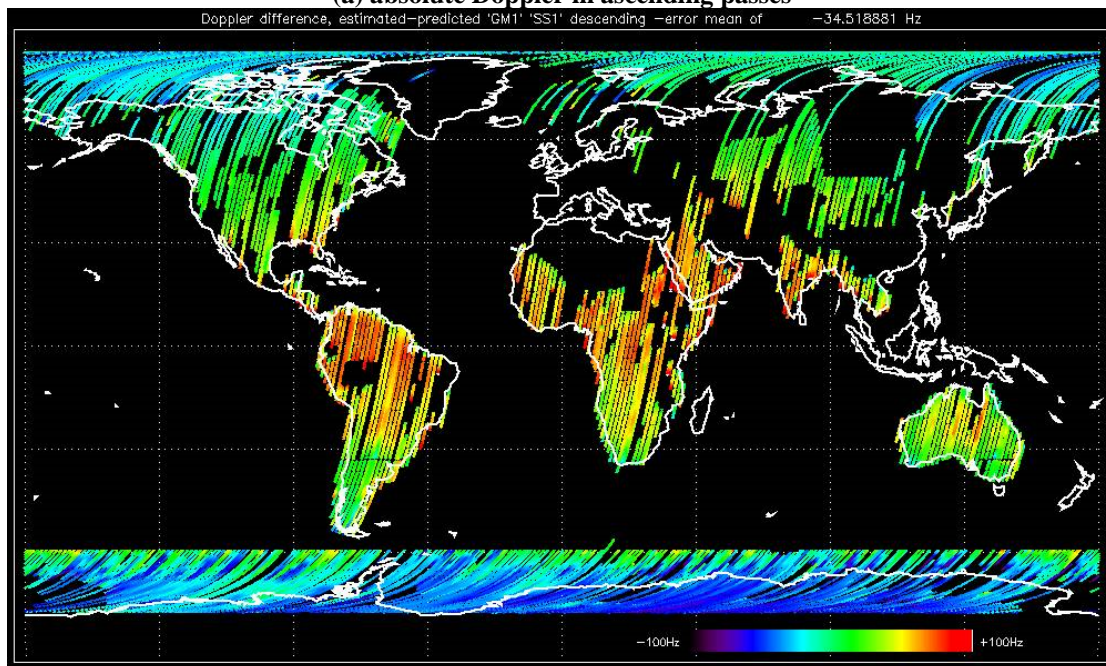 (a) absolute Doppler in ascending passes
Doppler difference, estimated-predicted 'GM1' 'SS1' descending -error mean of -34.518881 Hz
-100Hz +100Hz